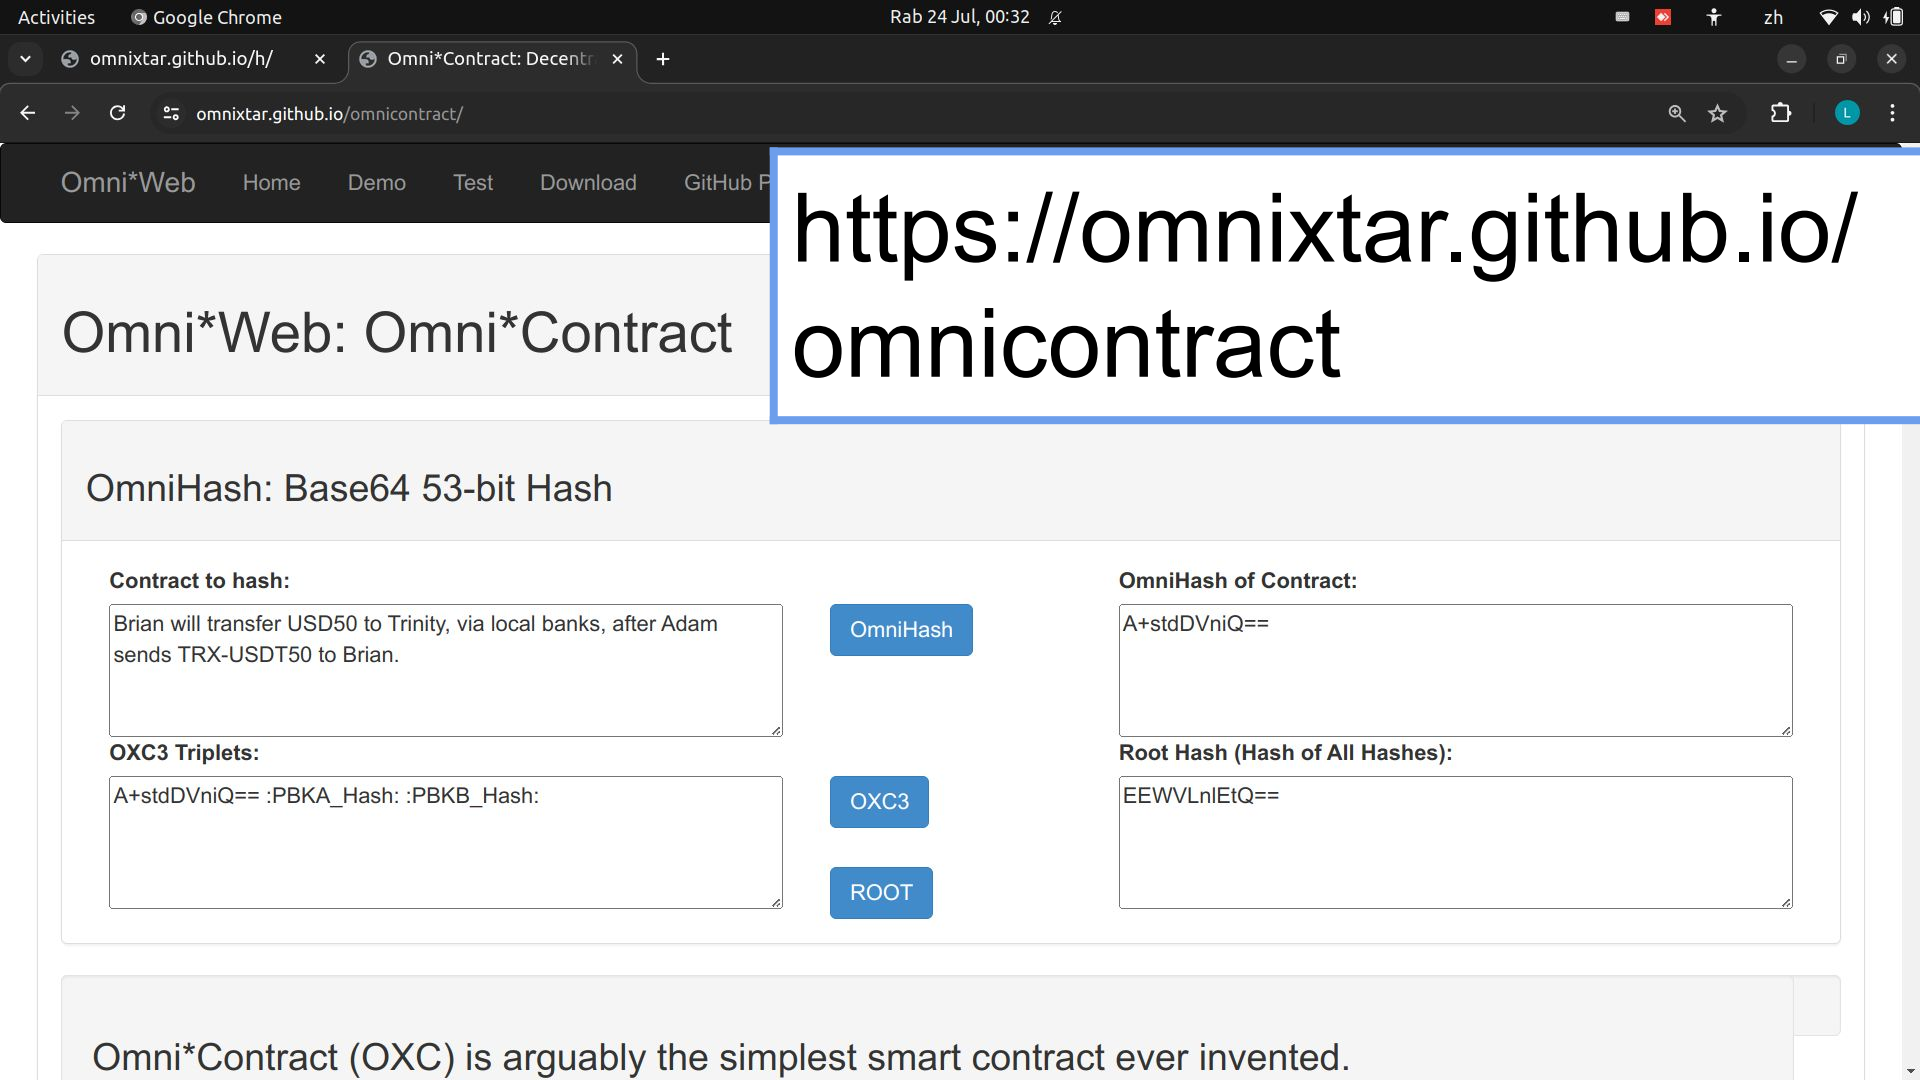 Activities Google Chrome Rab 24 Jul, 00:32 zh
omnixtar.github.io/h/ Omni*Contract: Decentr
omnixtar.github.io/omnicontract/ L
Omni*Web Home Demo Test Download GitHub P
https://omnixtar.github.io/
omnicontract
Omni*Web: Omni*Contract
OmniHash: Base64 53-bit Hash
Contract to hash: OmniHash of Contract:
Brian will transfer USD50 to Trinity, via local banks, after Adam OmniHash A+stdDVniQ==
sends TRX-USDT50 to Brian.
OXC3 Triplets: Root Hash (Hash of All Hashes):
A+stdDVniQ== :PBKA_Hash: :PBKB_Hash: OXC3 EEWVLnlEtQ==
ROOT
Omni*Contract (OXC) is arguably the simplest smart contract ever invented.